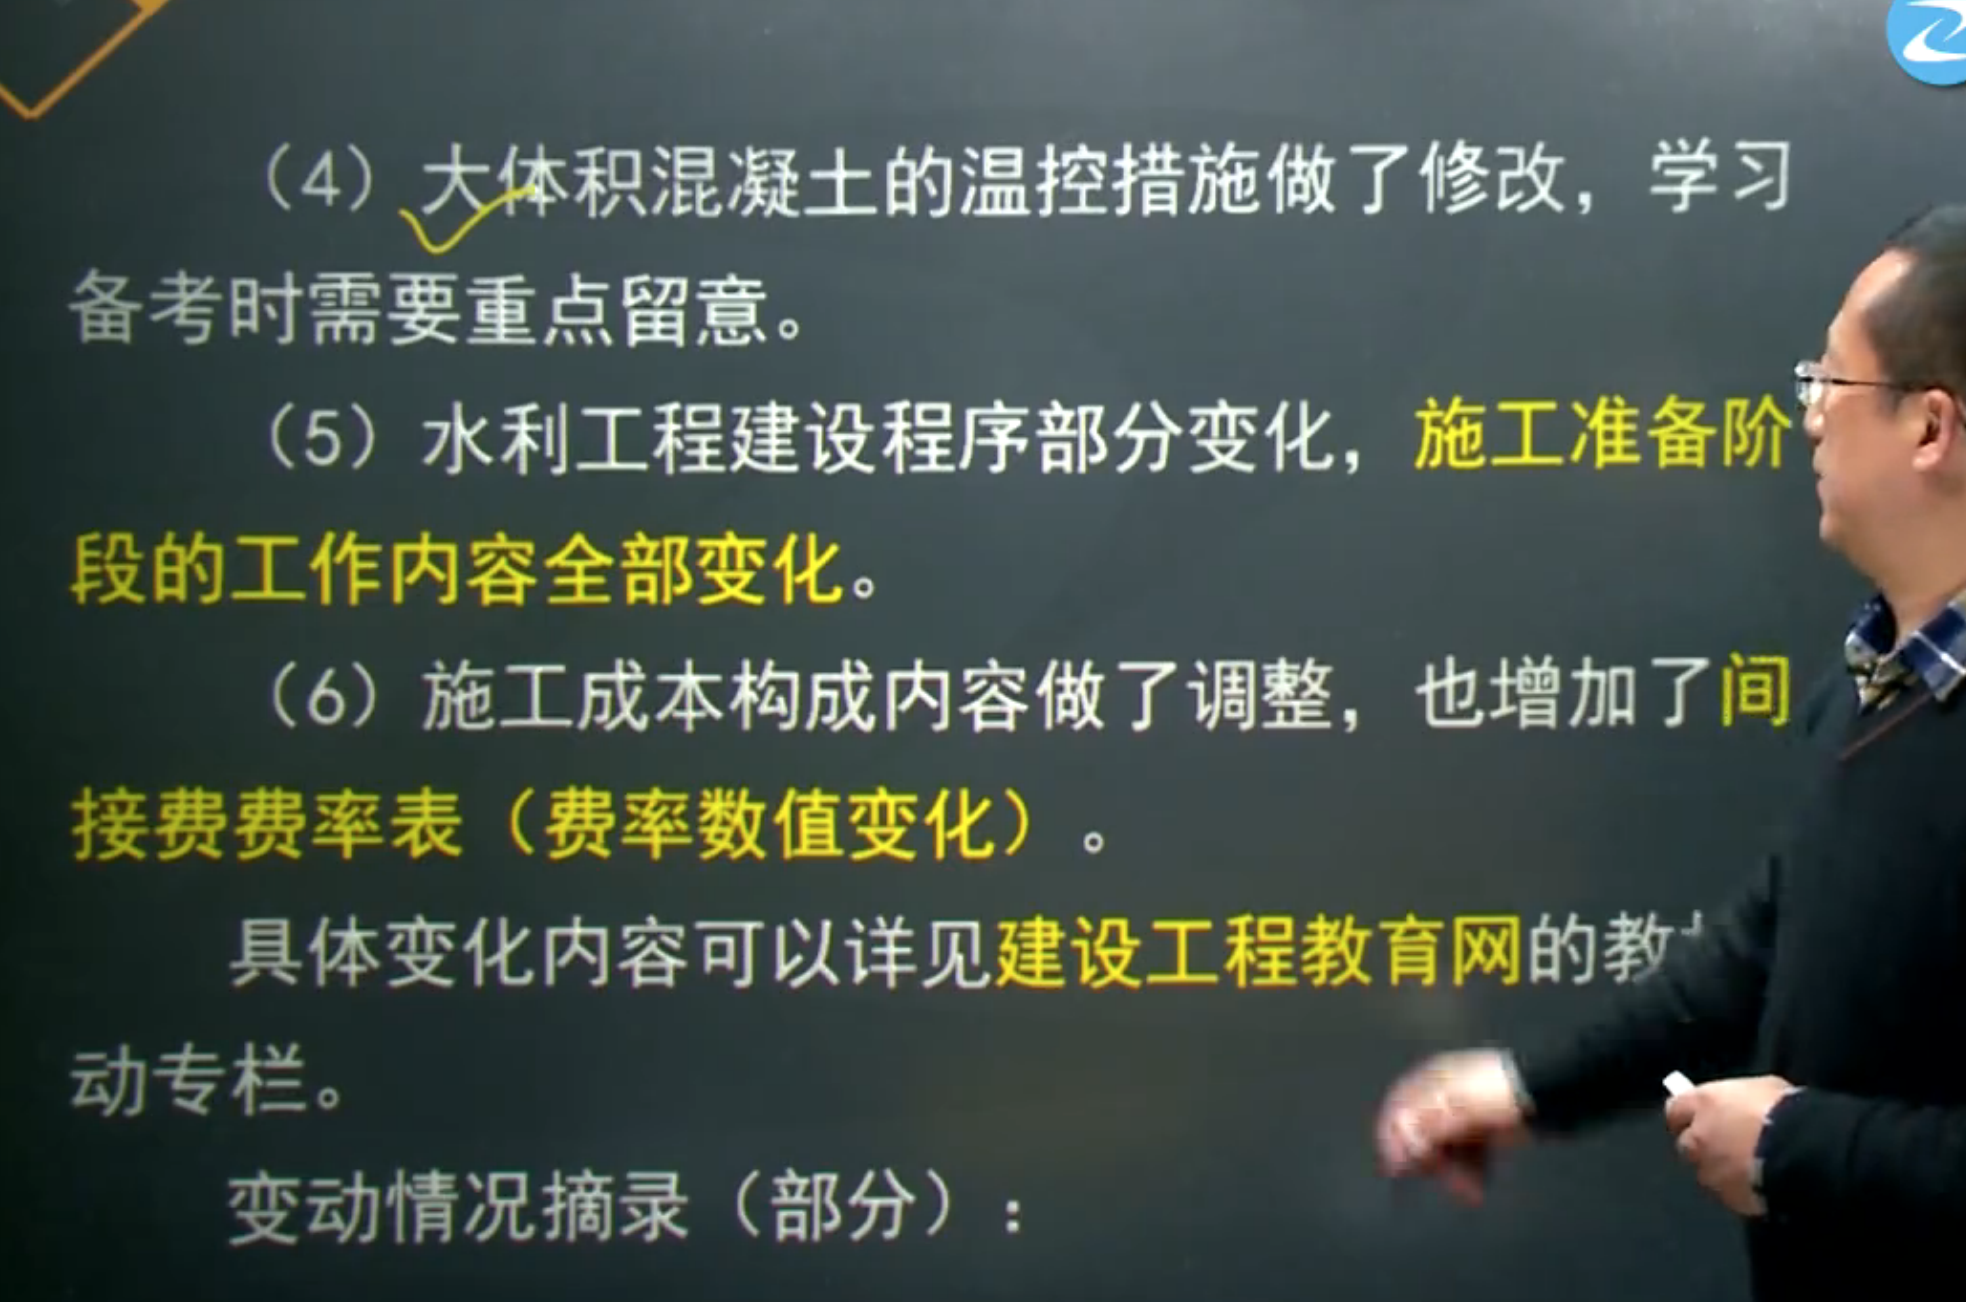 （4）大体积混凝土的温控措施做了修改，学习
备考时需要重点留意。
（5）水利工程建设程序部分变化，施工准备阶
段的工作内容全部变化。
（6）施工成本构成内容做了调整，也增加了间
接费费率表（费率数值变化）。
具体变化内容可以详见建设工程教育网的教
动专栏。
变动情况摘录（部分）：